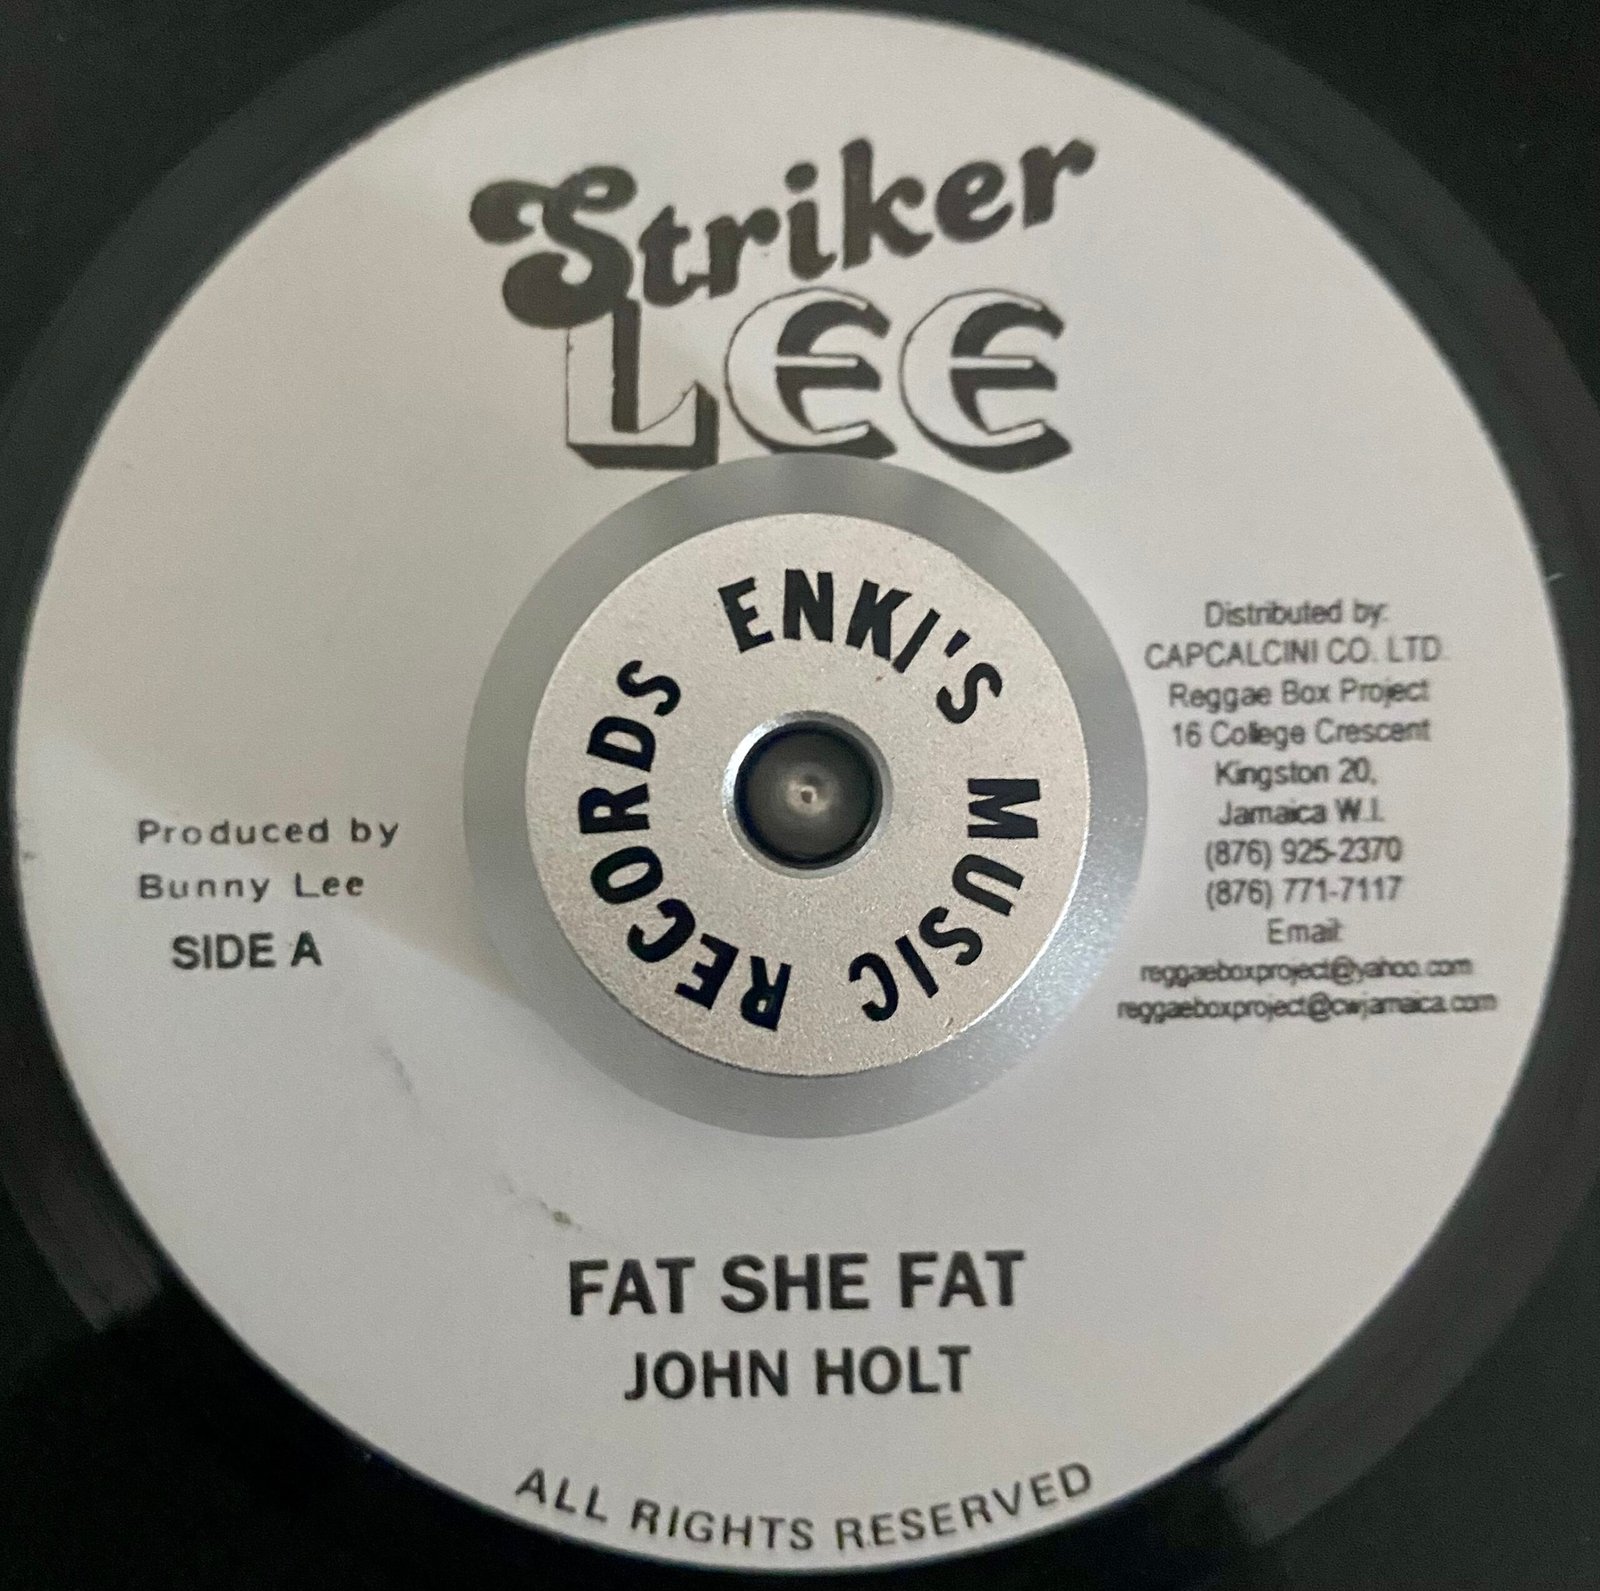 Striker
LEE
ENKI'S MUSIC RECORDS
Distributed by:
CAPCALCINI CO. LTD.
Reggae Box Project
16 College Crescent
Kingston 20,
Jamaica W.I.
(876) 925-2370
(876) 771-7117
Email:
reggaeboxproject@yahoo.com
reggaeboxproject@cwjamaica.com
Produced by
Bunny Lee
SIDE A
FAT SHE FAT
JOHN HOLT
ALL RIGHTS RESERVED